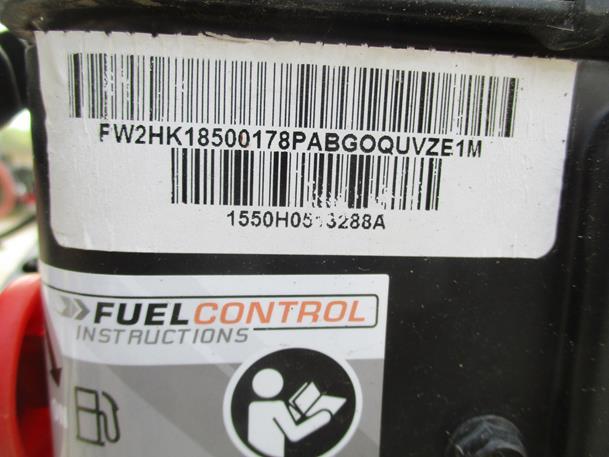 FW2HK18500178PABGOQUVZE1M
FUELCONTROL
INSTRUCTIONS